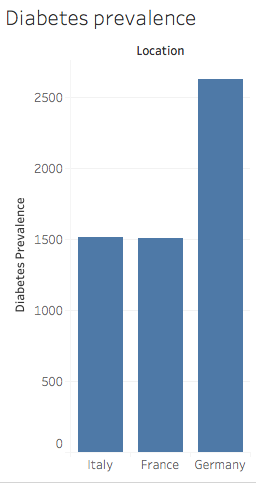 Diabetes prevalence
Location
Diabetes Prevalence
2500
2000
1500
1000
500
0
Italy France Germany